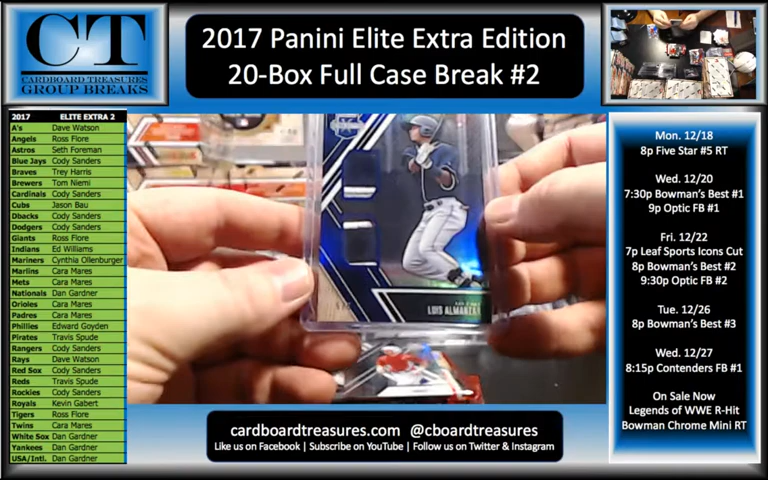 CT
CARDBOARD TREASURES
GROUP BREAKS
2017 Panini Elite Extra Edition
20-Box Full Case Break #2
2017 ELITE EXTRA 2
A's Dave Watson
Angels Ross Flore
Astros Seth Foreman
Blue Jays Cody Sanders
Braves Trey Harris
Brewers Tom Niemi
Cardinals Cody Sanders
Cubs Jason Bau
Dbacks Cody Sanders
Dodgers Cody Sanders
Giants Ross Flore
Indians Ed Williams
Mariners Cynthia Ollenburger
Marlins Cara Mares
Mets Cara Mares
Nationals Dan Gardner
Orioles Cara Mares
Padres Cara Mares
Phillies Edward Goyden
Pirates Travis Spude
Rangers Cody Sanders
Rays Dave Watson
Red Sox Cody Sanders
Reds Travis Spude
Rockies Cody Sanders
Royals Kevin Gabert
Tigers Ross Flore
Twins Cara Mares
White Sox Dan Gardner
Yankees Dan Gardner
USA/Intl. Dan Gardner
LUIS ALMANZAR
Mon. 12/18
8p Five Star #5 RT
Wed. 12/20
7:30p Bowman's Best #1
9p Optic FB #1
Fri. 12/22
7p Leaf Sports Icons Cut
8p Bowman's Best #2
9:30p Optic FB #2
Tue. 12/26
8p Bowman's Best #3
Wed. 12/27
8:15p Contenders FB #1
On Sale Now
Legends of WWE R-Hit
Bowman Chrome Mini RT
cardboardtreasures.com @cboardtreasures
Like us on Facebook | Subscribe on YouTube | Follow us on Twitter & Instagram